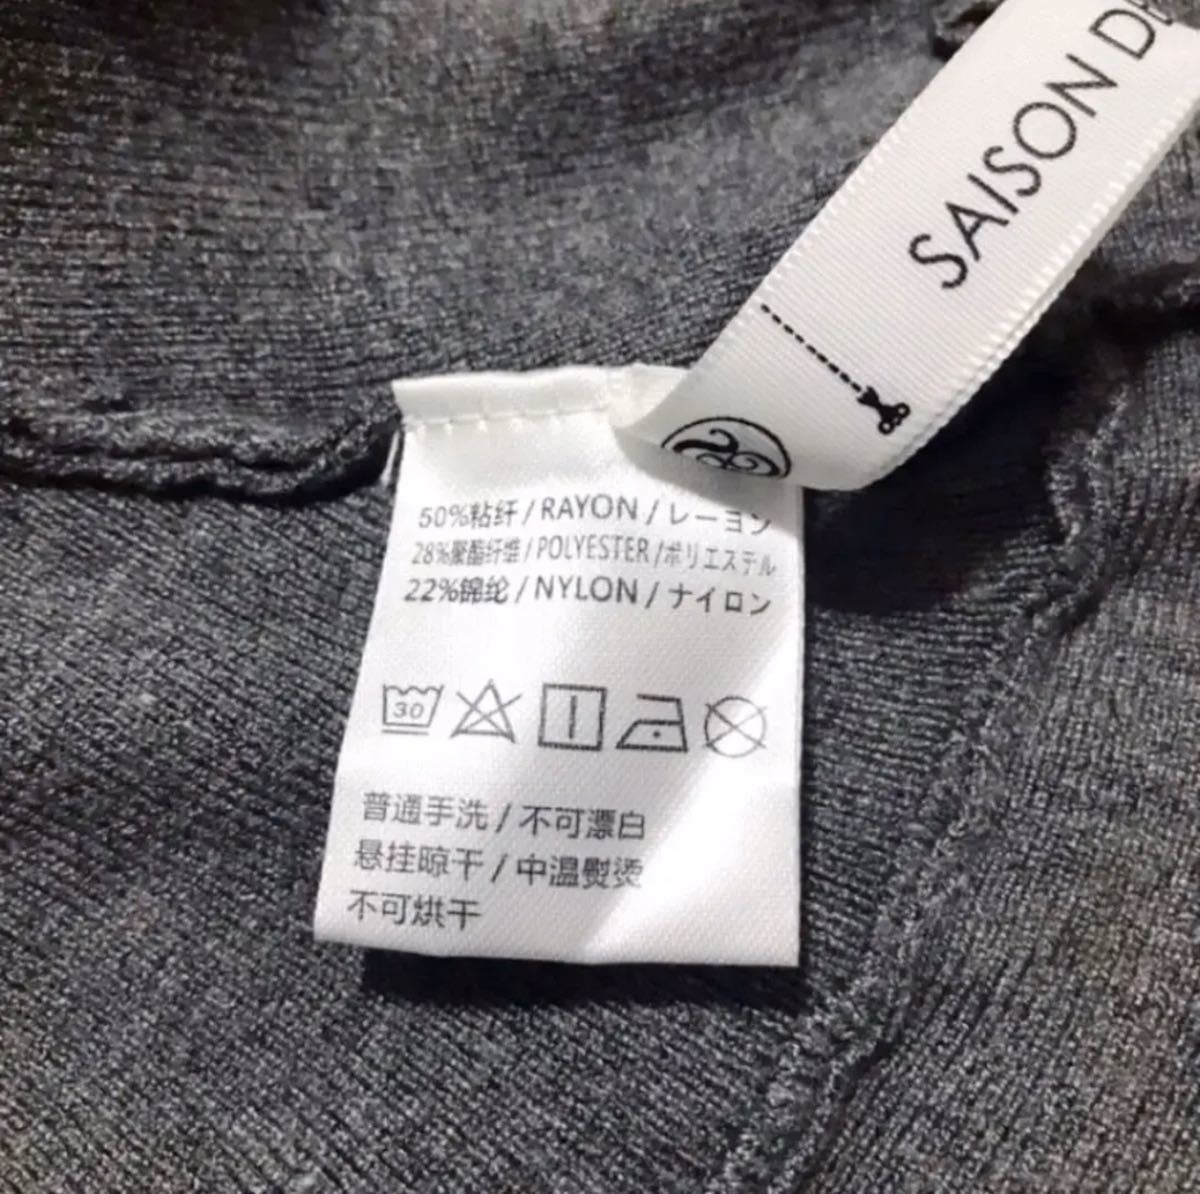 SAISON DE
50%粘纤/RAYON/レーヨン
28%聚酯纤维/POLYESTER/ポリエステル
22%锦纶/NYLON/ナイロン
30
普通手洗/不可漂白
悬挂晾干/中温熨烫
不可烘干